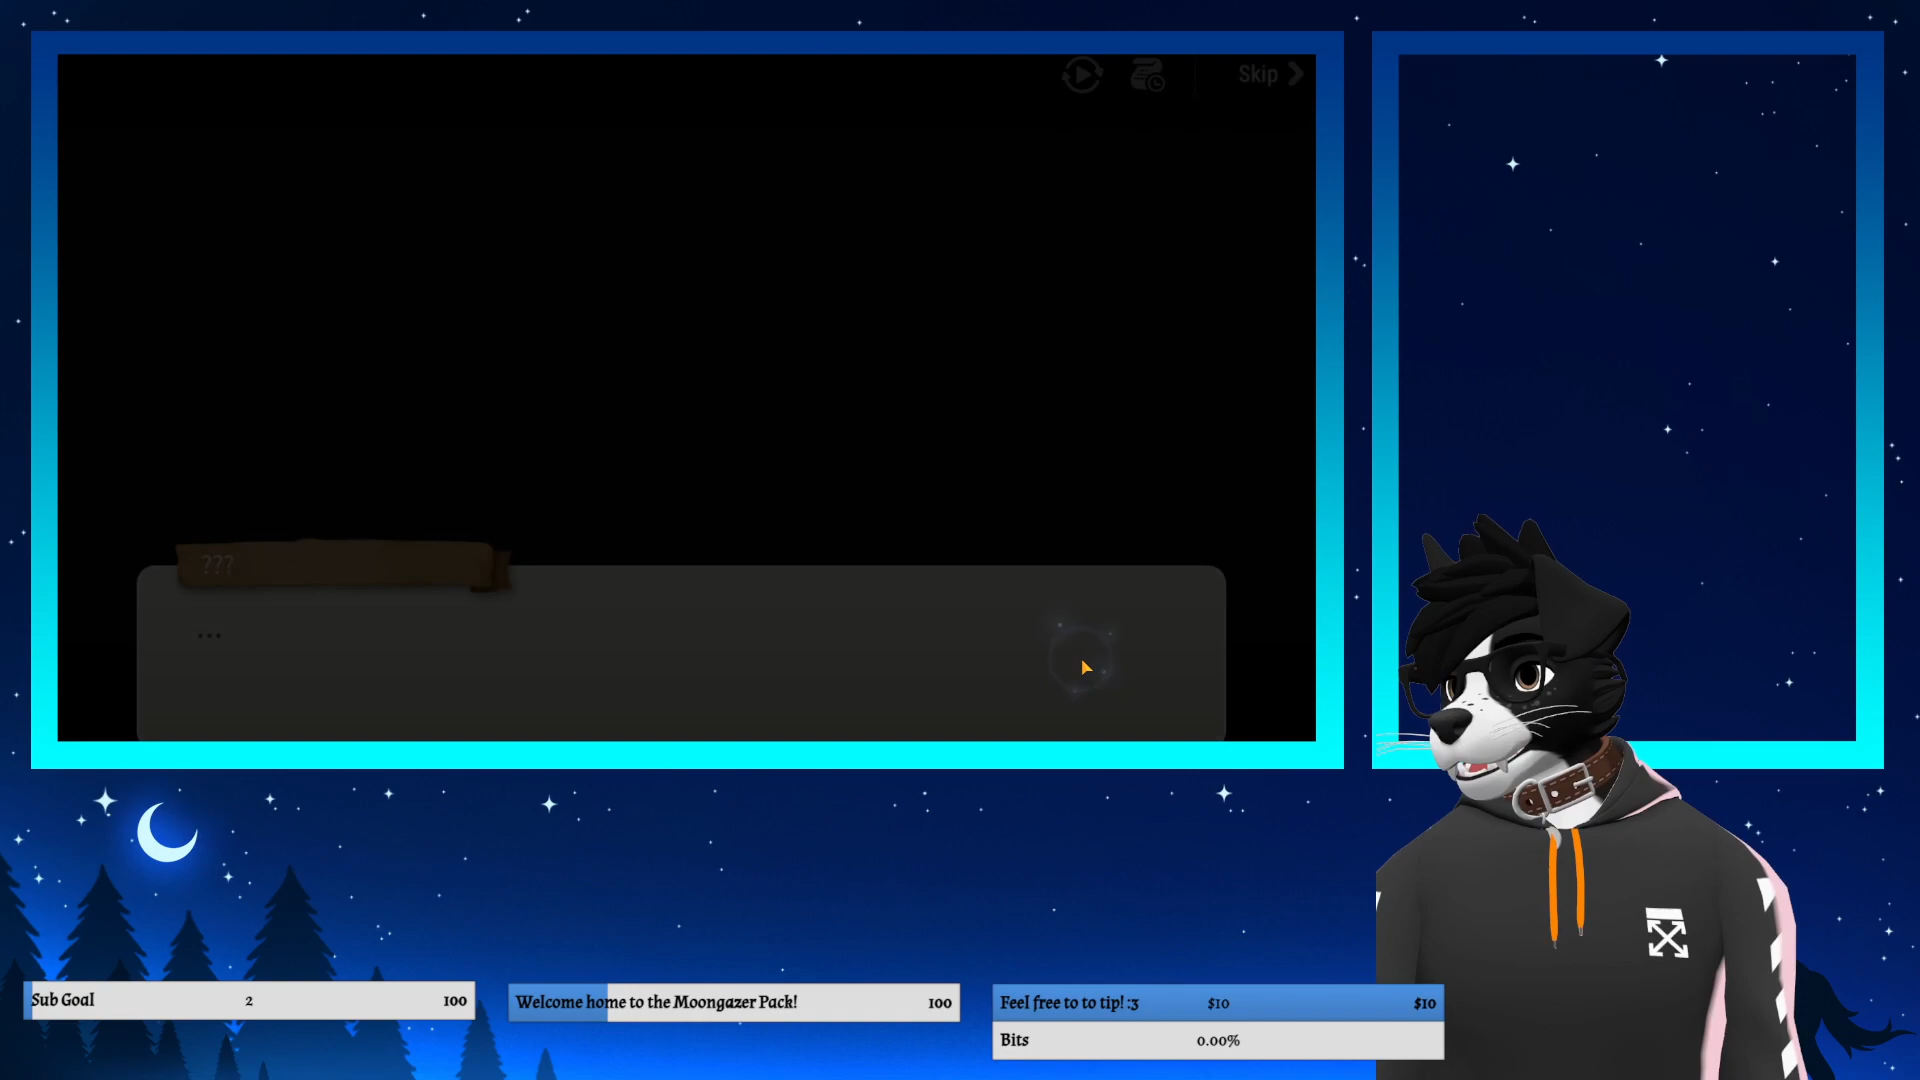 Skip
???
...
Sub Goal 2 100
Welcome home to the Moongazer Pack! 100
Feel free to to tip! :3 $10 $10
Bits 0.00%